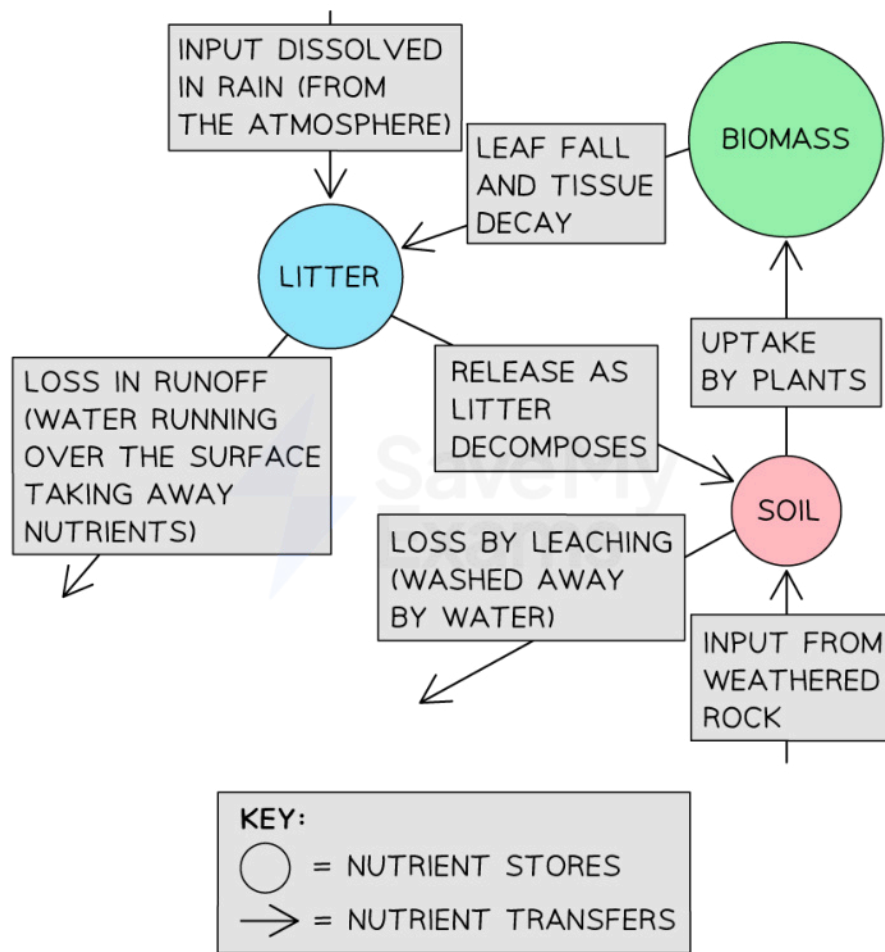 INPUT DISSOLVED
IN RAIN (FROM
THE ATMOSPHERE)
BIOMASS
LEAF FALL
AND TISSUE
DECAY
LITTER
UPTAKE
BY PLANTS
LOSS IN RUNOFF
(WATER RUNNING
OVER THE SURFACE
TAKING AWAY
NUTRIENTS)
RELEASE AS
LITTER
DECOMPOSES
SaveMy
Exams
SOIL
LOSS BY LEACHING
(WASHED AWAY
BY WATER)
INPUT FROM
WEATHERED
ROCK
KEY:
= NUTRIENT STORES
= NUTRIENT TRANSFERS